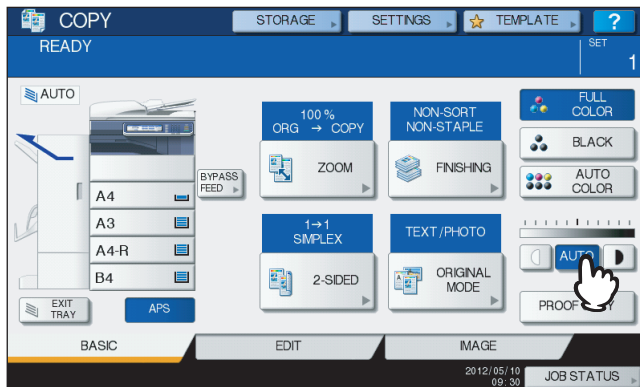 COPY
STORAGE
SETTINGS
TEMPLATE
?
READY
SET
1
AUTO
A4
A3
A4-R
B4
BYPASS
FEED
EXIT
TRAY
APS
100 %
ORG → COPY
ZOOM
NON-SORT
NON-STAPLE
FINISHING
1→1
SIMPLEX
2-SIDED
TEXT/PHOTO
ORIGINAL
MODE
FULL
COLOR
BLACK
AUTO
COLOR
AUTO
PROOF
BASIC
EDIT
IMAGE
2012/05/10
09:30
JOB STATUS